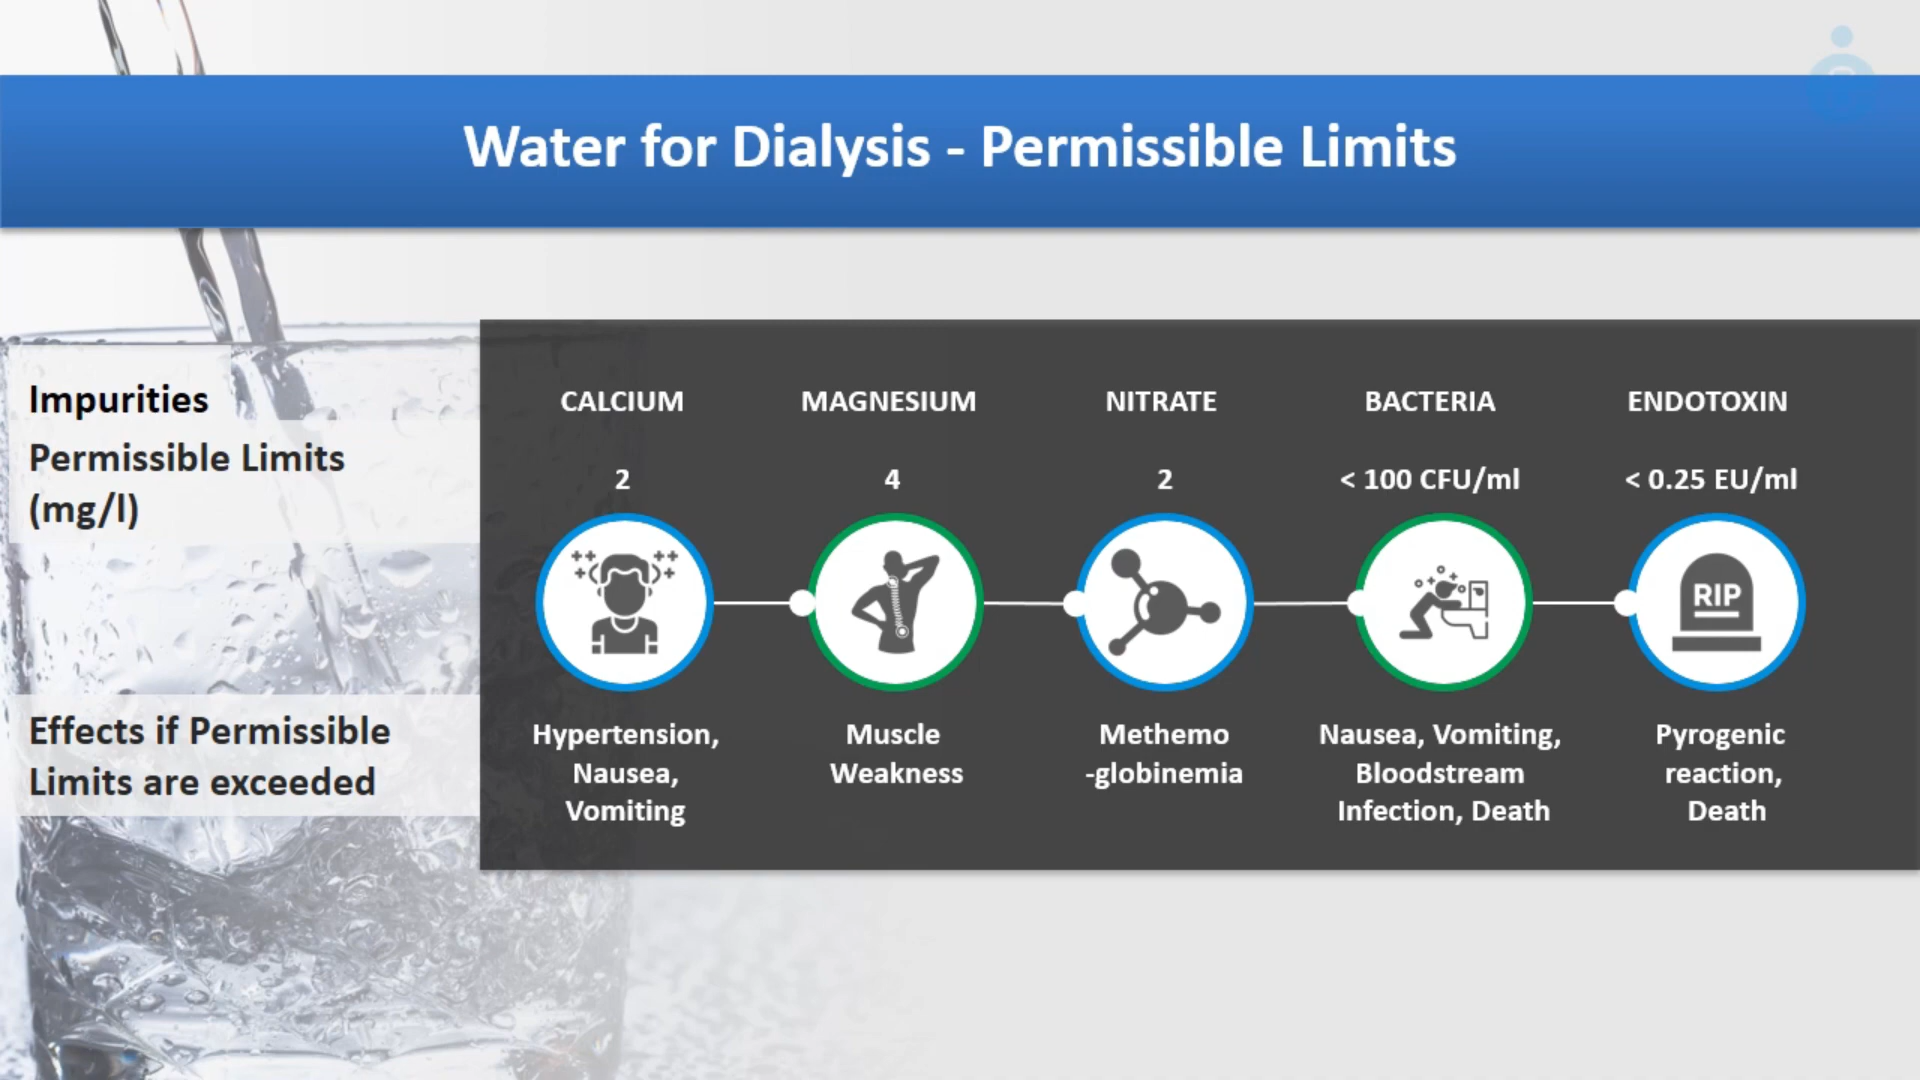 Water for Dialysis - Permissible Limits
Impurities
CALCIUM
MAGNESIUM
NITRATE
BACTERIA
ENDOTOXIN
Permissible Limits
(mg/l)
2
4
2
< 100 CFU/ml
< 0.25 EU/ml
RIP
Effects if Permissible
Limits are exceeded
Hypertension,
Nausea,
Vomiting
Muscle
Weakness
Methemo
-globinemia
Nausea, Vomiting,
Bloodstream
Infection, Death
Pyrogenic
reaction,
Death